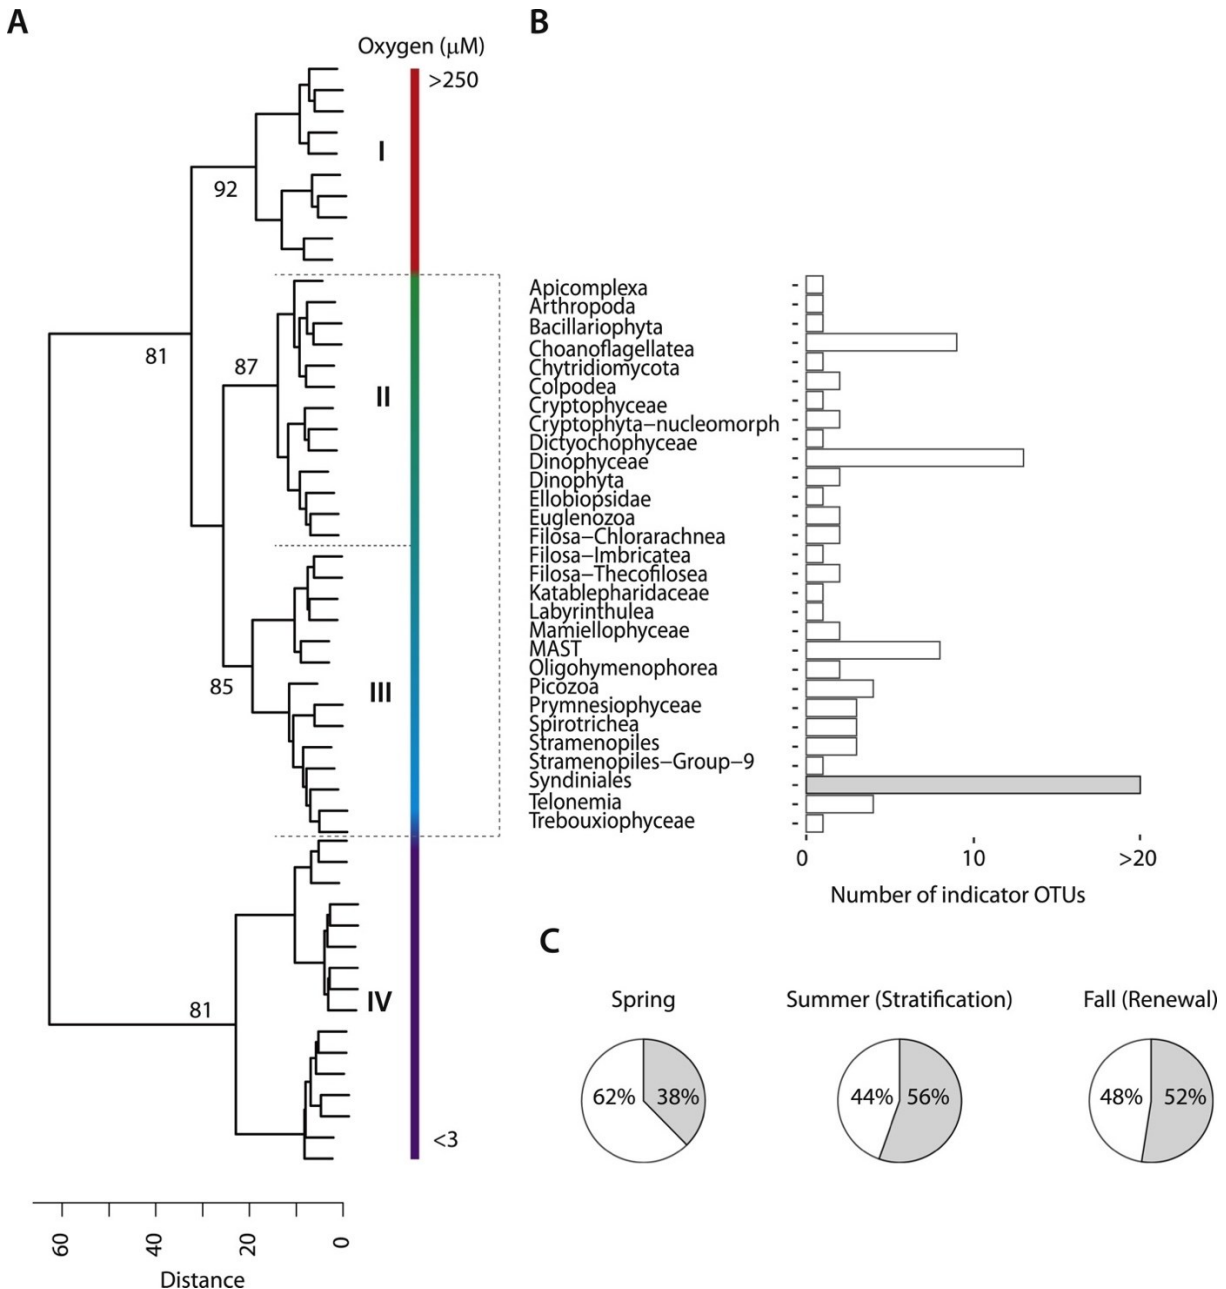 A
Oxygen (µM)
>250
I
92
81
87
II
85
III
81
IV
<3
60
40
20
0
Distance
B
Apicomplexa
Arthropoda
Bacillariophyta
Choanoflagellatea
Chytridiomycota
Colpodea
Cryptophyceae
Cryptophyta–nucleomorph
Dictyochophyceae
Dinophyceae
Dinophyta
Ellobiopsidae
Euglenozoa
Filosa–Chlorarachnea
Filosa–Imbricatea
Filosa–Thecofilosea
Katablepharidaceae
Labyrinthulea
Mamiellophyceae
MAST
Oligohymenophorea
Picozoa
Prymnesiophyceae
Spirotrichea
Stramenopiles
Stramenopiles–Group–9
Syndiniales
Telonemia
Trebouxiophyceae
0 10 >20
Number of indicator OTUs
C
Spring Summer (Stratification) Fall (Renewal)
62% 38% 44% 56% 48% 52%